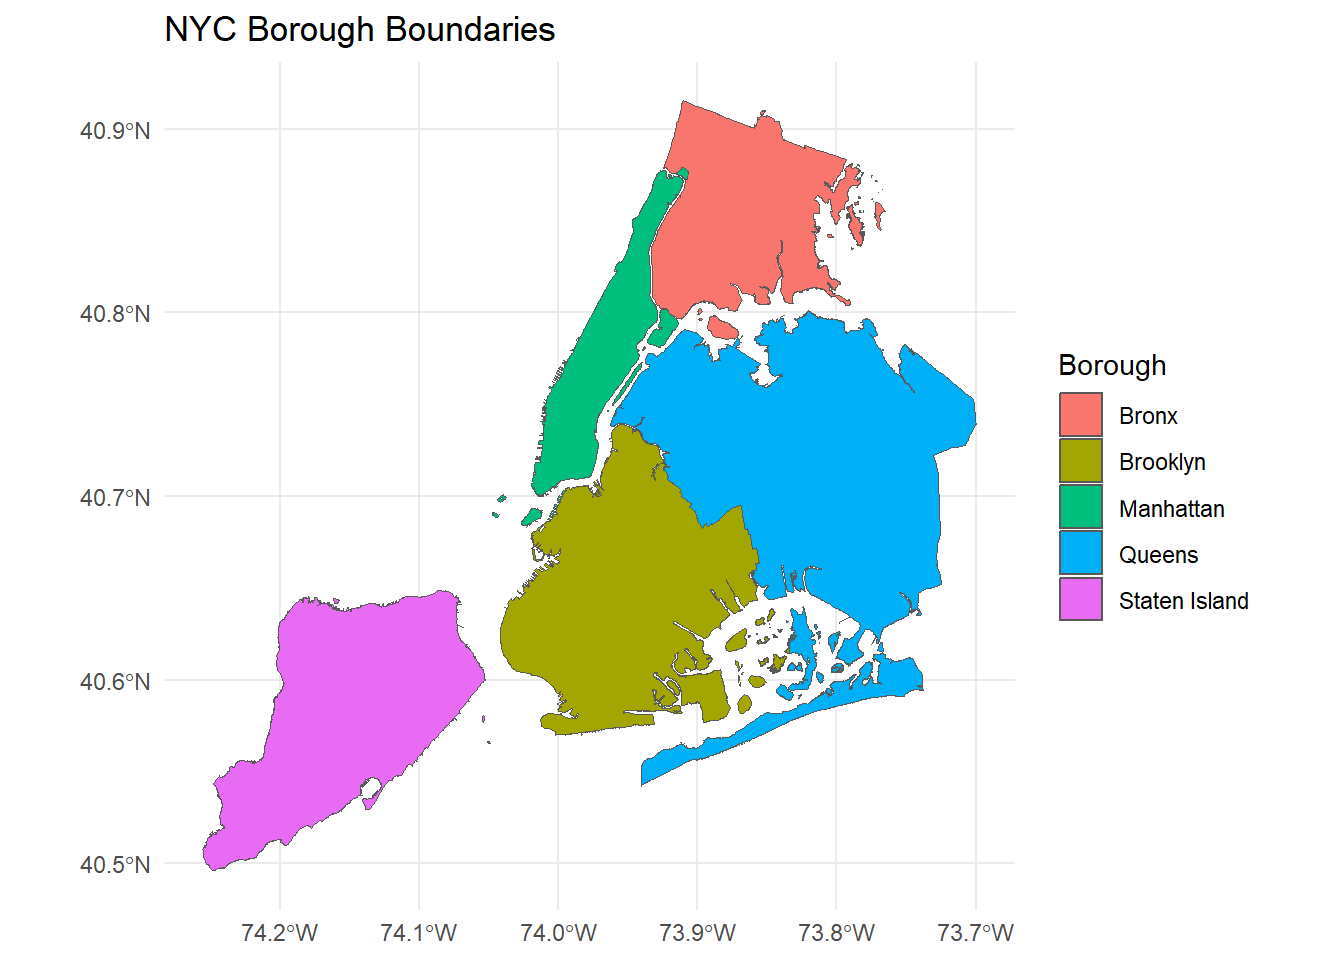 NYC Borough Boundaries
40.9°N
40.8°N
40.7°N
40.6°N
40.5°N
74.2°W 74.1°W 74.0°W 73.9°W 73.8°W 73.7°W
Borough
Bronx
Brooklyn
Manhattan
Queens
Staten Island